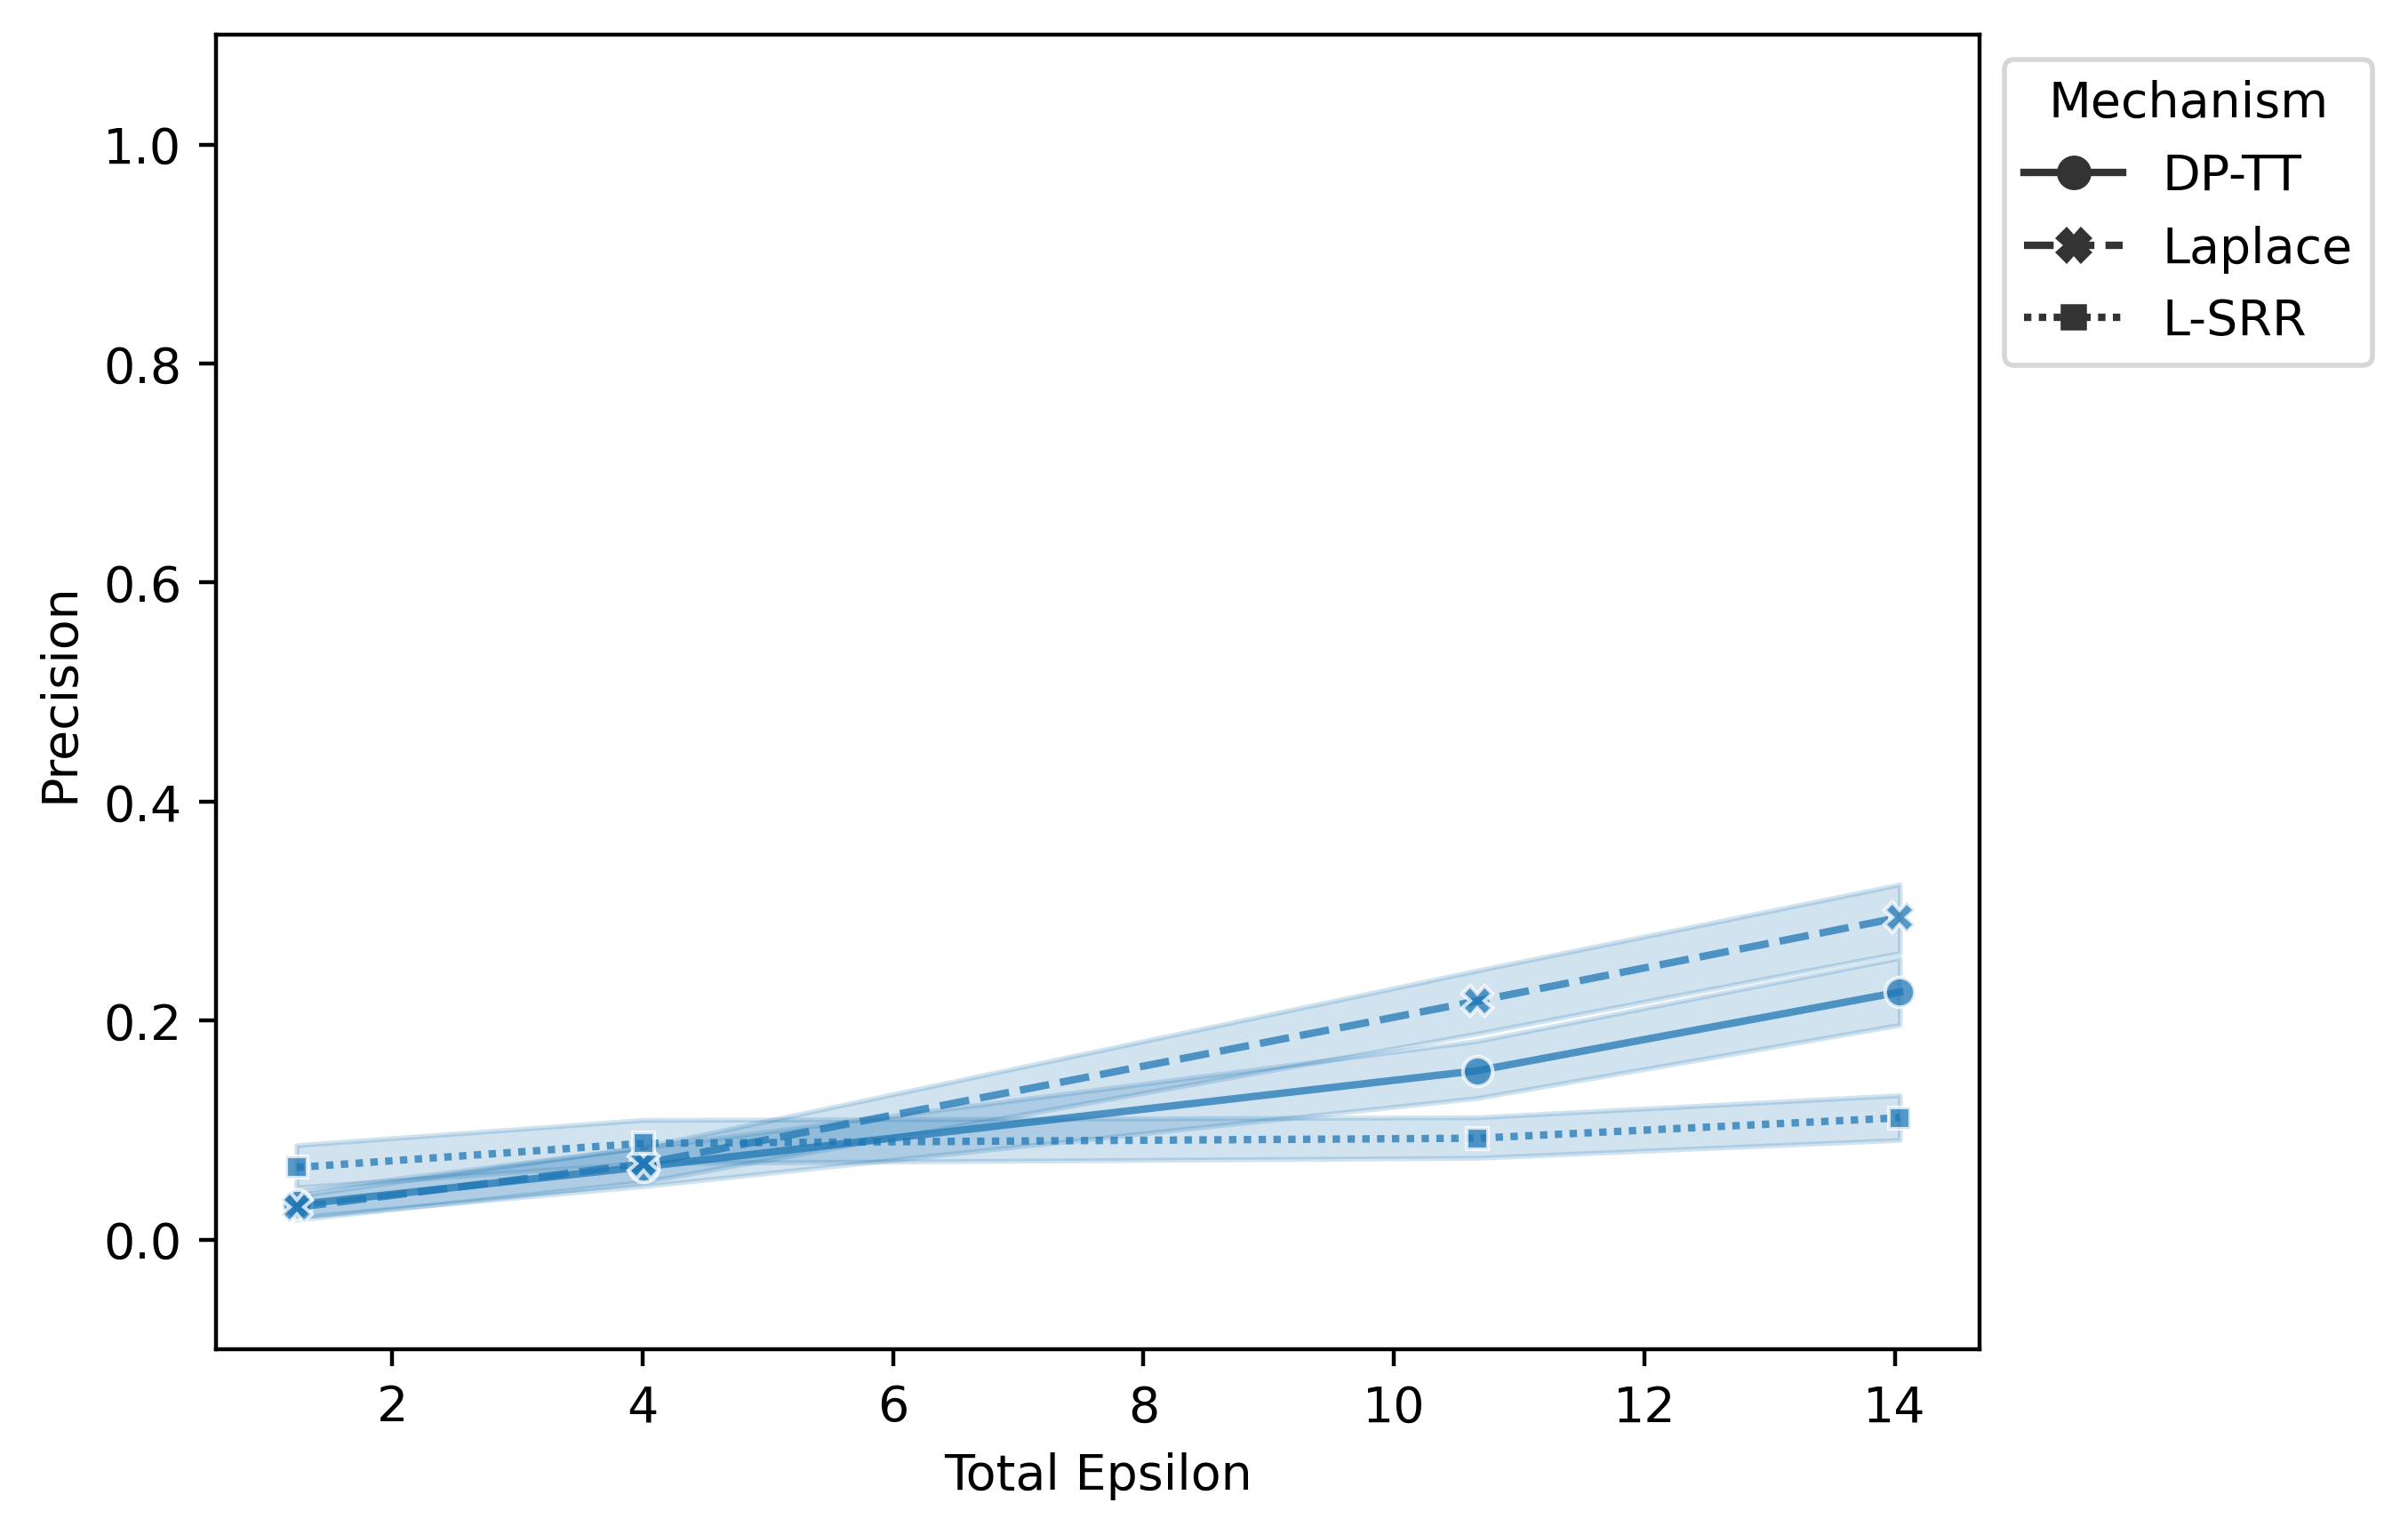 1.0
0.8
0.6
0.4
0.2
0.0
Precision
2 4 6 8 10 12 14
Total Epsilon
Mechanism
DP-TT
Laplace
L-SRR